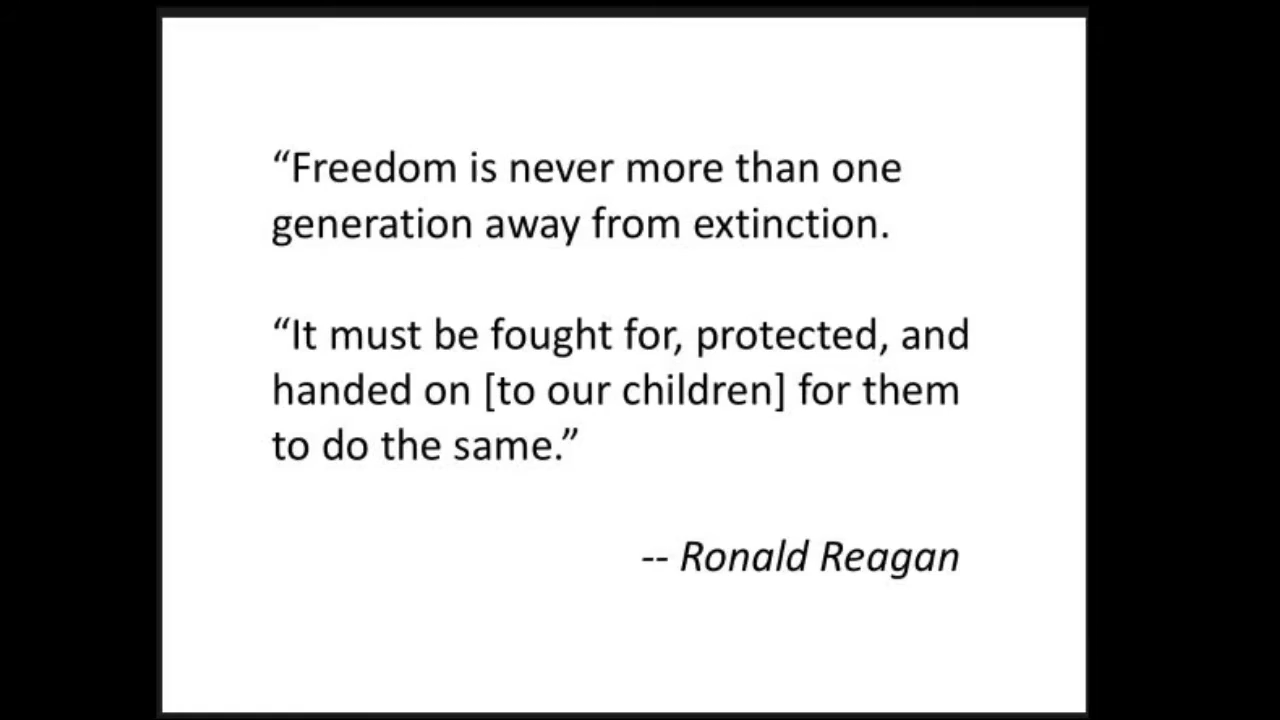 “Freedom is never more than one
generation away from extinction.
“It must be fought for, protected, and
handed on [to our children] for them
to do the same.”
-- Ronald Reagan